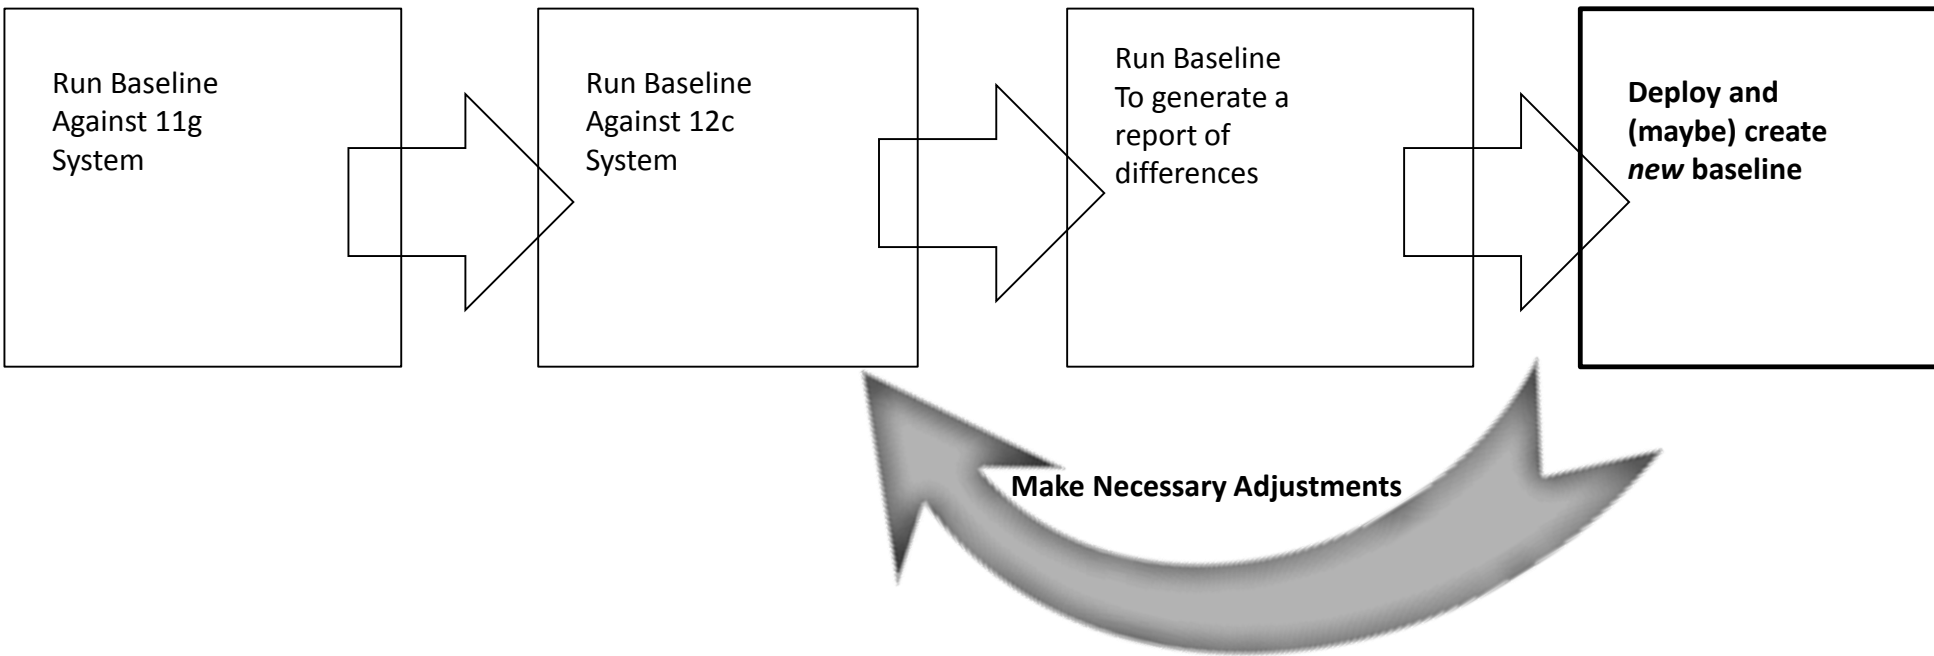 Run Baseline
Against 11g
System
Run Baseline
Against 12c
System
Run Baseline
To generate a
report of
differences
Deploy and
(maybe) create
new baseline
Make Necessary Adjustments